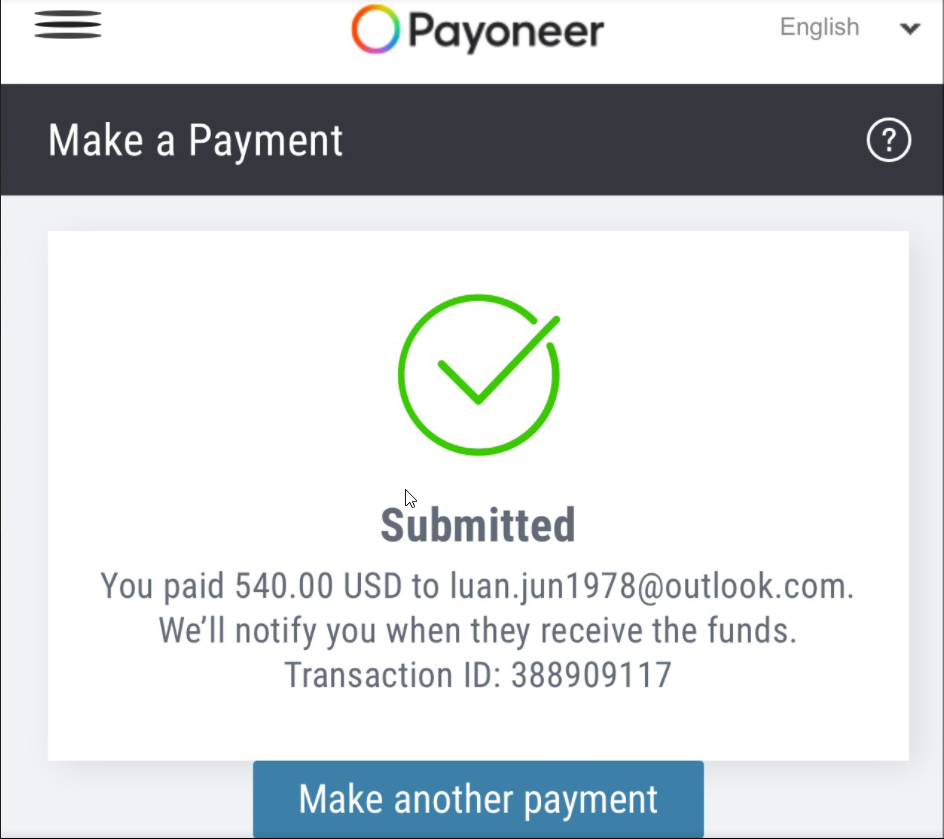 Payoneer
English
Make a Payment
?
Submitted
You paid 540.00 USD to luan.jun1978@outlook.com.
We’ll notify you when they receive the funds.
Transaction ID: 388909117
Make another payment